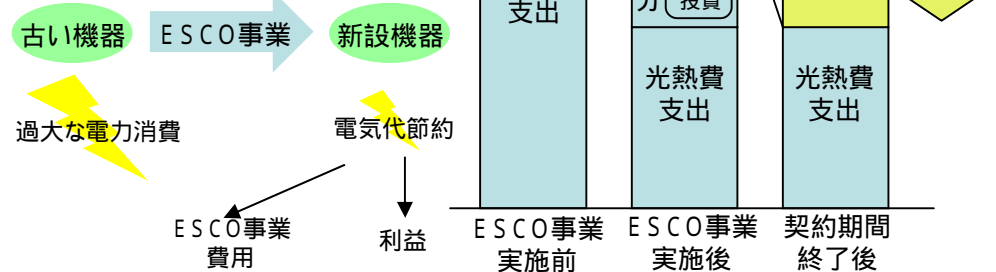 古い機器
ESCO事業
新設機器
過大な電力消費
電気代節約
ESCO事業
費用
利益
支出
投資
光熱費
支出
光熱費
支出
ESCO事業
実施前
ESCO事業
実施後
契約期間
終了後